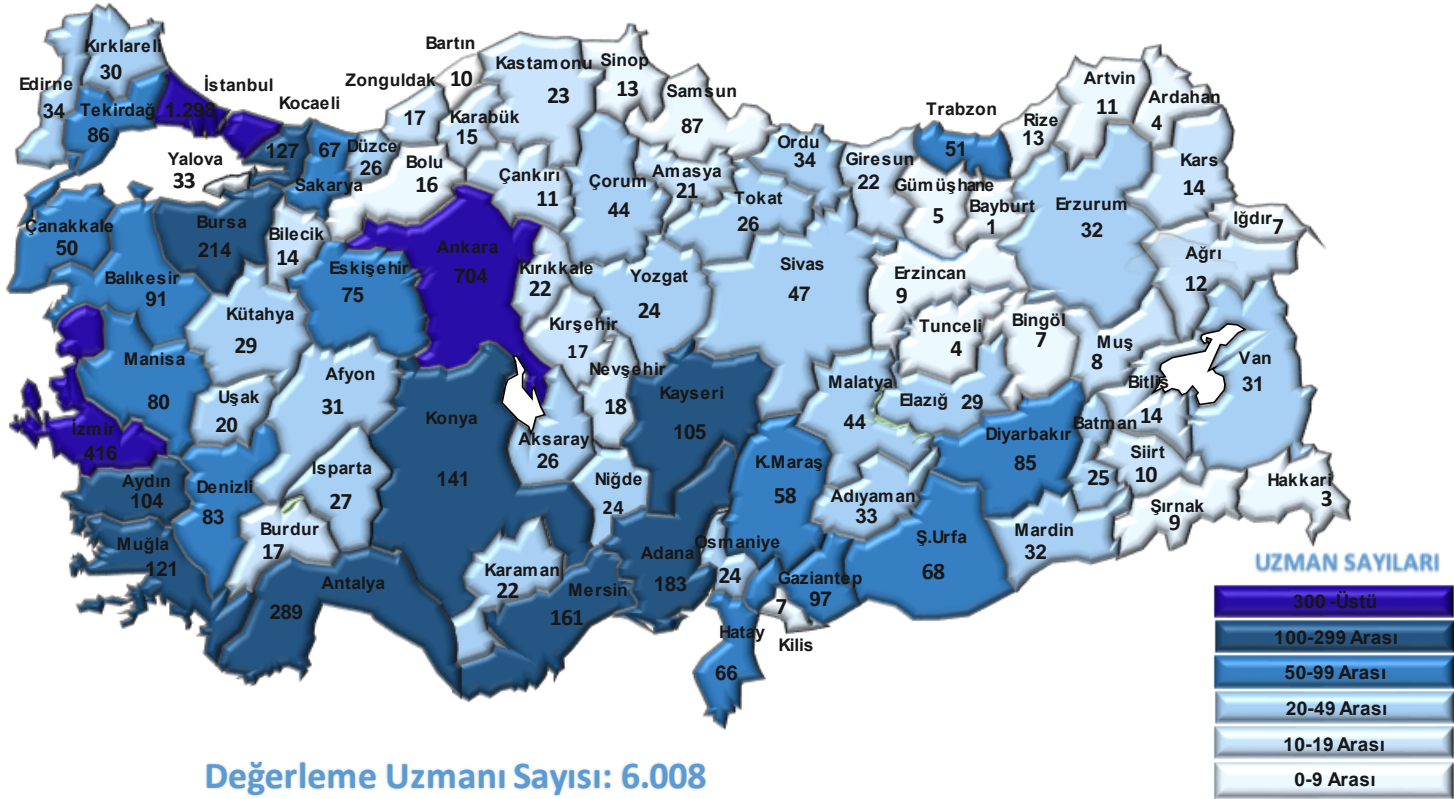 Kırklareli
30
Edirne
34
Tekirdağ
86
İstanbul
1.298
Kocaeli
127
Yalova
33
Sakarya
67
Düzce
26
Zonguldak
17
Bartın
10
Karabük
15
Kastamonu
23
Sinop
13
Samsun
87
Bolu
16
Çankırı
11
Çorum
44
Amasya
21
Ordu
34
Tokat
26
Giresun
22
Trabzon
51
Gümüşhane
5
Bayburt
1
Rize
13
Artvin
11
Ardahan
4
Kars
14
Iğdır
7
Ağrı
12
Erzurum
32
Çanakkale
50
Balıkesir
91
Bursa
214
Bilecik
14
Eskişehir
75
Ankara
704
Kırıkkale
22
Yozgat
24
Sivas
47
Erzincan
9
Tunceli
4
Bingöl
7
Muş
8
Bitlis
14
Van
31
Kütahya
29
Manisa
80
Uşak
20
Afyon
31
Kırşehir
17
Nevşehir
18
Kayseri
105
Malatya
44
Elazığ
29
Diyarbakır
85
Batman
25
Siirt
10
Hakkari
3
Şırnak
9
İzmir
416
Aydın
104
Denizli
83
Isparta
27
Burdur
17
Konya
141
Aksaray
26
Niğde
24
K.Maraş
58
Adıyaman
33
Mardin
32
Ş.Urfa
68
Muğla
121
Antalya
289
Karaman
22
Mersin
161
Adana
183
Osmaniye
24
Gaziantep
97
Kilis
7
Hatay
66
UZMAN SAYILARI
300 -Üstü
100-299 Arası
50-99 Arası
20-49 Arası
10-19 Arası
0-9 Arası
Değerleme Uzmanı Sayısı: 6.008